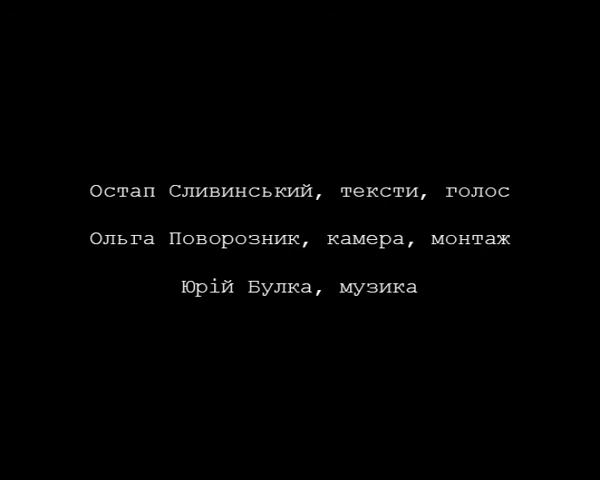 Остап Сливинський, тексти, голос
Ольга Поворозник, камера, монтаж
Юрій Булка, музика